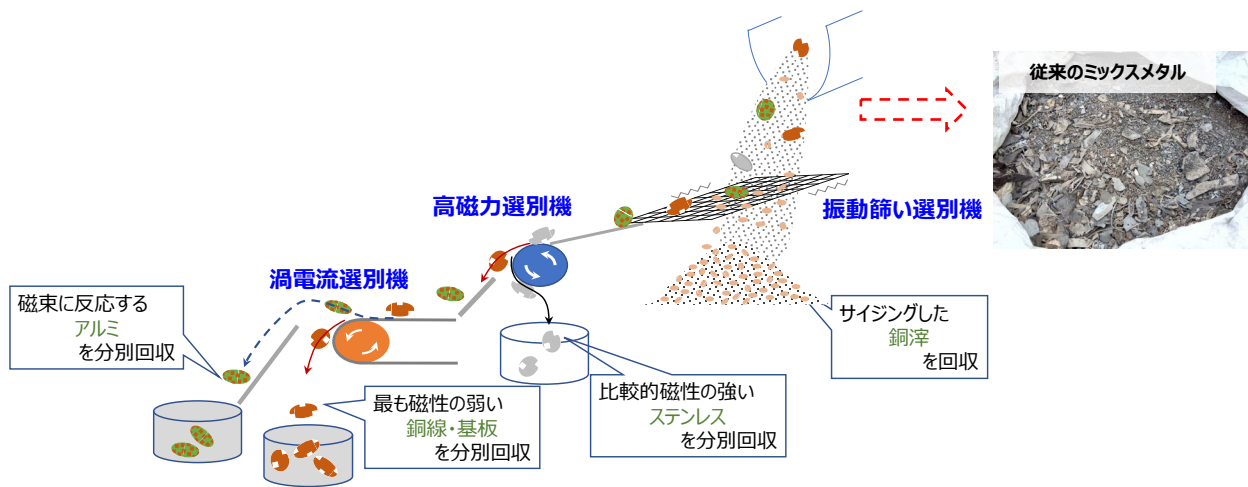 従来のミックスメタル
高磁力選別機
振動篩い選別機
渦電流選別機
磁束に反応する
アルミ
を分別回収
サイジングした
銅滓
を回収
最も磁性の弱い
銅線・基板
を分別回収
比較的磁性の強い
ステンレス
を分別回収